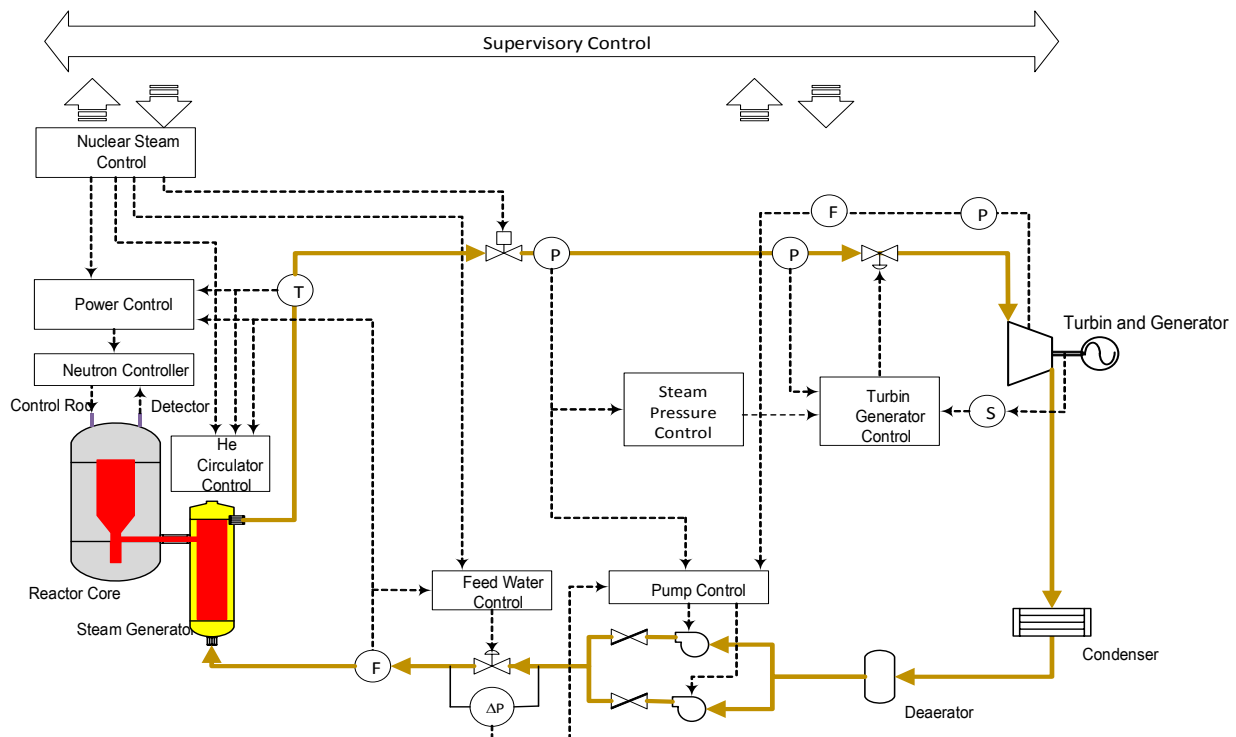 Supervisory Control
Nuclear Steam
Control
F
P
P
P
T
Power Control
Turbin and Generator
Neutron Controller
Control Rod
Detector
Steam
Pressure
Control
Turbin
Generator
Control
S
He
Circulator
Control
Reactor Core
Feed Water
Control
Pump Control
Steam Generator
F
Condenser
ΔP
Deaerator